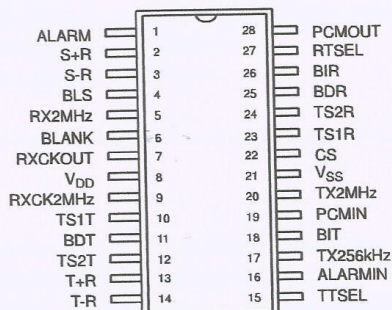 ALARM 1 28 PCMOUT
S+R 2 27 RTSEL
S-R 3 26 BIR
BLS 4 25 BDR
RX2MHz 5 24 TS2R
BLANK 6 23 TS1R
RXCKOUT 7 22 CS
VDD 8 21 VSS
RXCK2MHz 9 20 TX2MHz
TS1T 10 19 PCMIN
BDT 11 18 BIT
TS2T 12 17 TX256kHz
T+R 13 16 ALARMIN
T-R 14 15 TTSEL